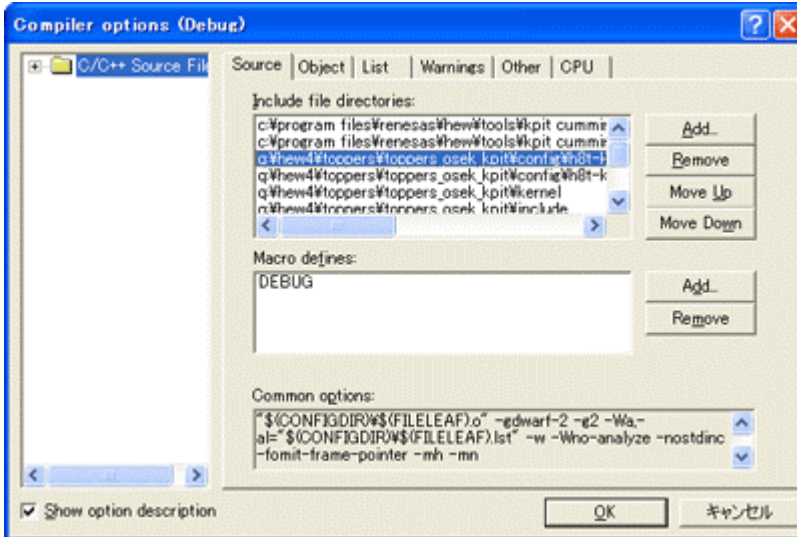 Compiler options (Debug)
C/C++ Source File
Source Object List Warnings Other CPU
Include file directories:
c:¥program files¥renesas¥hew¥tools¥kpit cummin
c:¥program files¥renesas¥hew¥tools¥kpit cummin
q:¥hew4¥toppers¥toppers_osek_kpit¥config¥h8t-k
q:¥hew4¥toppers¥toppers_osek_kpit¥config¥h8t-k
q:¥hew4¥toppers¥toppers_osek_kpit¥kernel
q:¥hew4¥toppers¥toppers_osek_kpit¥include
Add...
Remove
Move Up
Move Down
Macro defines:
DEBUG
Add...
Remove
Common options:
"$(CONFIGDIR)¥$(FILELEAF).o" -gdwarf-2 -g2 -Wa,-
al="$(CONFIGDIR)¥$(FILELEAF).lst" -w -Wno-analyze -nostdinc
-fomit-frame-pointer -mh -mn
Show option description
OK
キャンセル